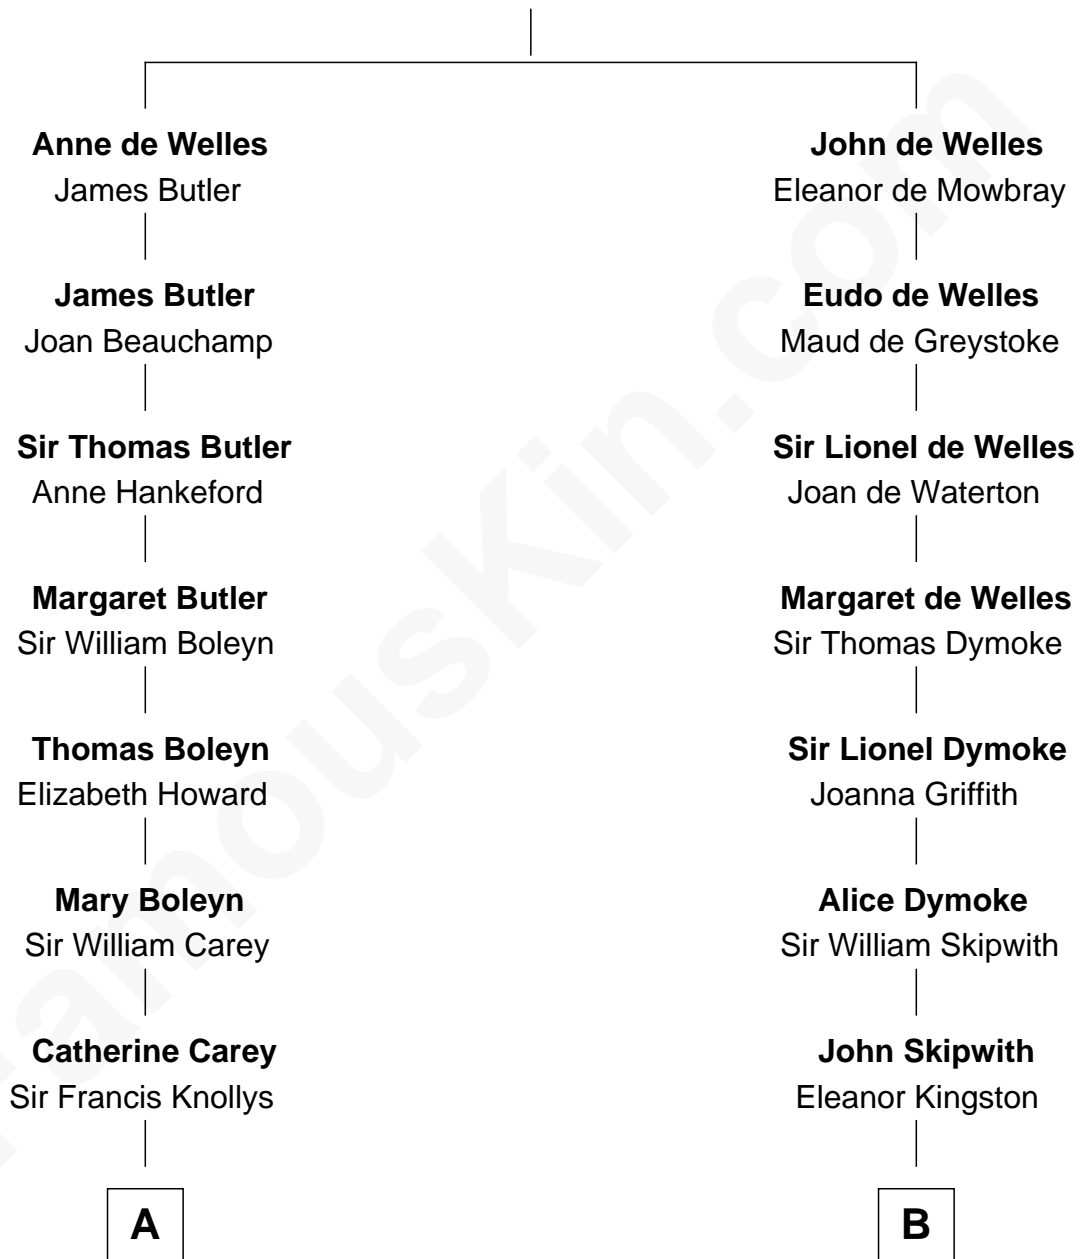 Anne de Welles
James Butler
James Butler
Joan Beauchamp
Sir Thomas Butler
Anne Hankeford
Margaret Butler
Sir William Boleyn
Thomas Boleyn
Elizabeth Howard
Mary Boleyn
Sir William Carey
Catherine Carey
Sir Francis Knollys
A
John de Welles
Eleanor de Mowbray
Eudo de Welles
Maud de Greystoke
Sir Lionel de Welles
Joan de Waterton
Margaret de Welles
Sir Thomas Dymoke
Sir Lionel Dymoke
Joanna Griffith
Alice Dymoke
Sir William Skipwith
John Skipwith
Eleanor Kingston
B
FamousKin.com